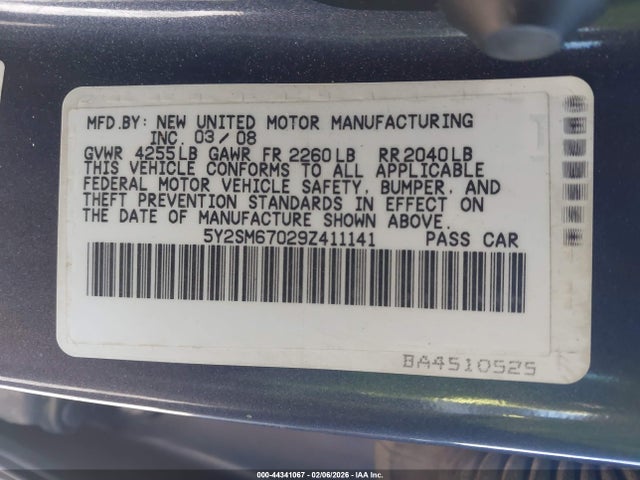 MFD.BY: NEW UNITED MOTOR MANUFACTURING
INC. 03/08
GVWR 4255LB GAWR FR 2260LB RR 2040LB
THIS VEHICLE CONFORMS TO ALL APPLICABLE
FEDERAL MOTOR VEHICLE SAFETY, BUMPER, AND
THEFT PREVENTION STANDARDS IN EFFECT ON
THE DATE OF MANUFACTURE SHOWN ABOVE.
5Y2SM67029Z411141 PASS CAR
BA4510525
000-44341067 - 02/06/2026 - IAA Inc.